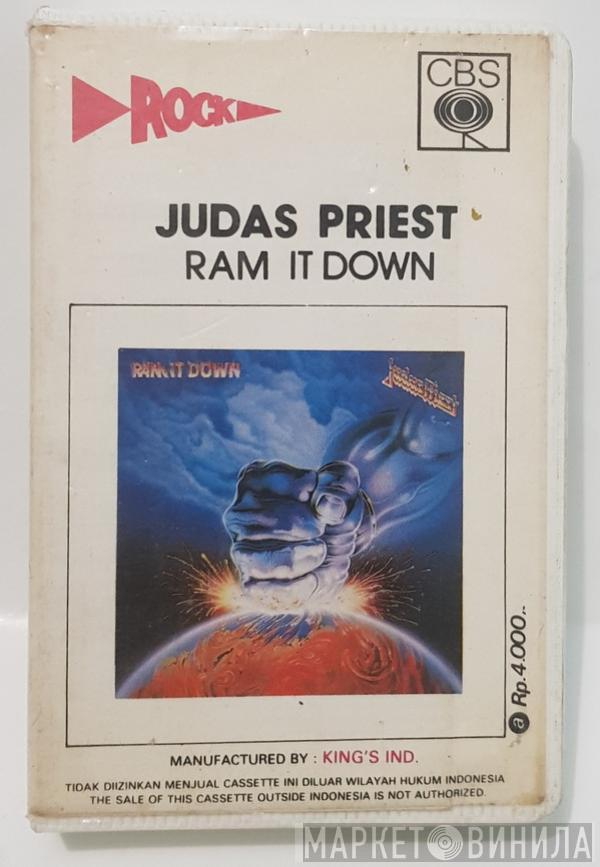 ROCK
CBS
JUDAS PRIEST
RAM IT DOWN
RAM IT DOWN
Judas Priest
a Rp. 4.000,-
MANUFACTURED BY : KING'S IND.
TIDAK DIIZINKAN MENJUAL CASSETTE INI DILUAR WILAYAH HUKUM INDONESIA
THE SALE OF THIS CASSETTE OUTSIDE INDONESIA IS NOT AUTHORIZED.
МАРКЕТ ВИНИЛА